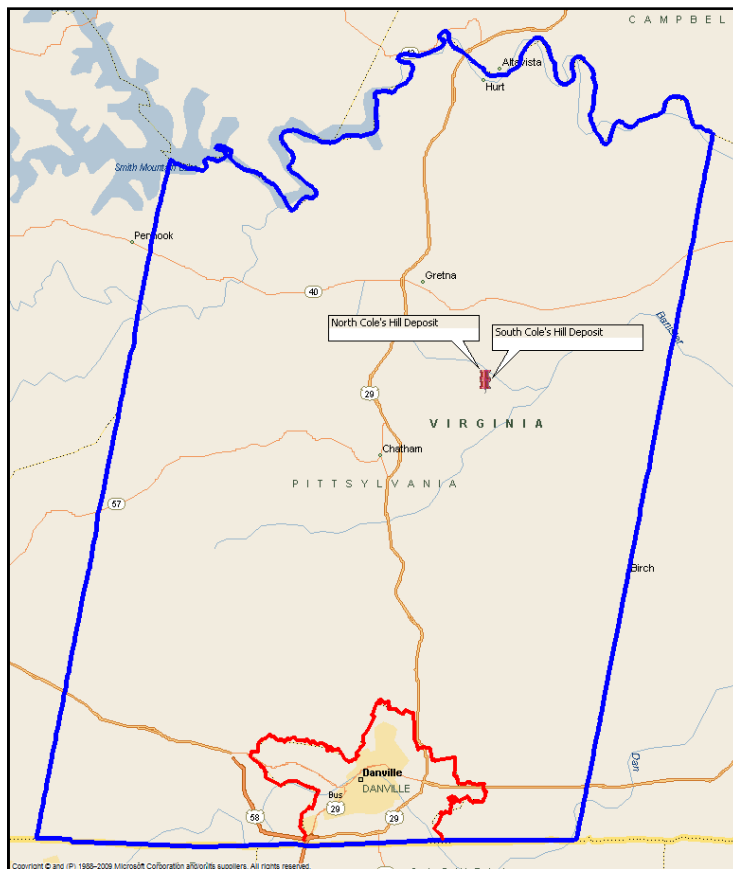 CAMPBEL
43
Altavista
Hurt
Smith Mountain Lake
Penhook
Gretna
40
North Cole's Hill Deposit
South Cole's Hill Deposit
Banister
29
VIRGINIA
Chatham
PITTSYLVANIA
57
Birch
Dan
Danville
DANVILLE
Bus
29
58
29
Copyright © and (P) 1988–2009 Microsoft Corporation and/or its suppliers. All rights reserved.